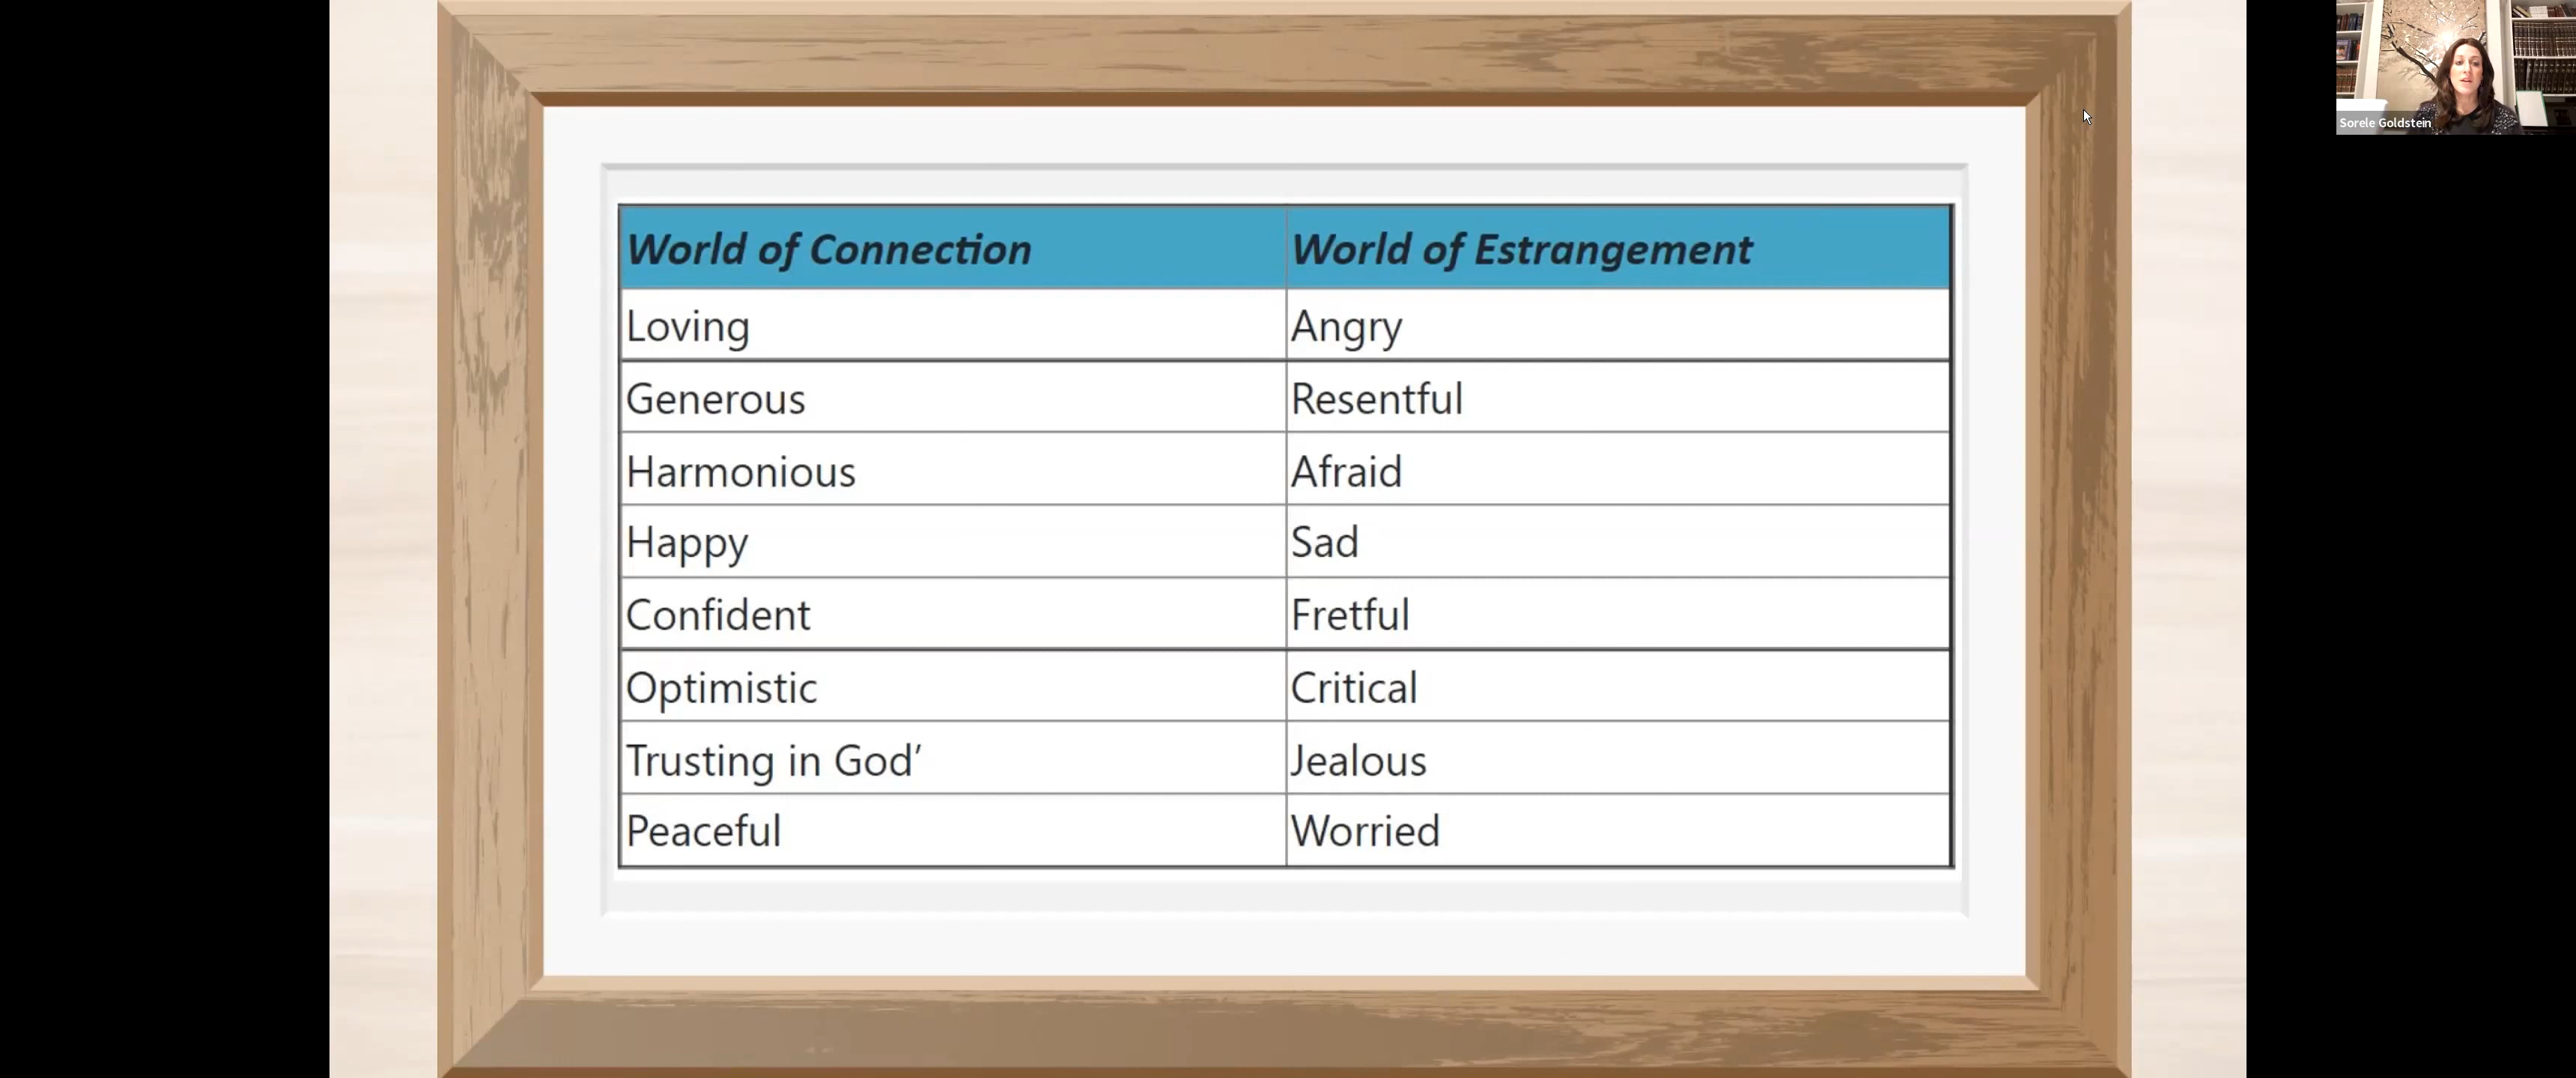 Sorele Goldstein
World of Connection World of Estrangement
Loving Angry
Generous Resentful
Harmonious Afraid
Happy Sad
Confident Fretful
Optimistic Critical
Trusting in God’ Jealous
Peaceful Worried